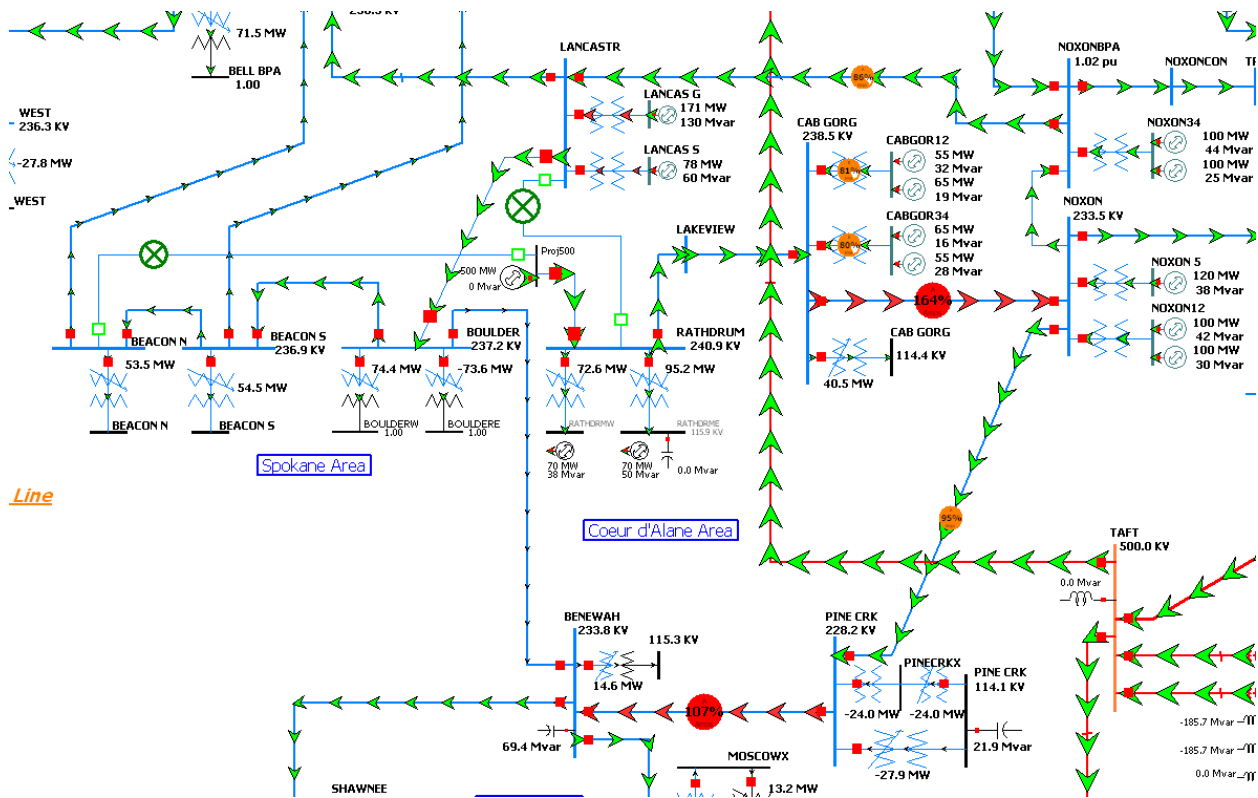 230.5 KV
71.5 MW
BELL BPA
1.00
WEST
236.3 KV
-27.8 MW
WEST
LANCASTR
LANCAS G
171 MW
130 Mvar
LANCAS S
78 MW
60 Mvar
86%
NOXONBPA
1.02 pu
NOXONCON
CAB GORG
238.5 KV
CABGOR12
55 MW
32 Mvar
65 MW
19 Mvar
81%
CABGOR34
65 MW
16 Mvar
55 MW
28 Mvar
80%
NOXON34
100 MW
44 Mvar
100 MW
25 Mvar
NOXON
233.5 KV
NOXON 5
120 MW
38 Mvar
NOXON12
100 MW
42 Mvar
100 MW
30 Mvar
164%
CAB GORG
114.4 KV
40.5 MW
LAKEVIEW
Proj500
500 MW
0 Mvar
BEACON N
53.5 MW
BEACON S
236.9 KV
54.5 MW
BOULDER
237.2 KV
74.4 MW
-73.6 MW
RATHDRUM
240.9 KV
72.6 MW
95.2 MW
BEACON N
BEACON S
BOULDERW
1.00
BOULDERE
1.00
RATHDRMW
70 MW
38 Mvar
RATHDRME
115.9 KV
70 MW
50 Mvar
0.0 Mvar
Spokane Area
Line
Coeur d'Alane Area
95%
TAFT
500.0 KV
0.0 Mvar
BENEWAH
233.8 KV
115.3 KV
14.6 MW
69.4 Mvar
107%
PINE CRK
228.2 KV
PINECRKX
-24.0 MW
-24.0 MW
PINE CRK
114.1 KV
-27.9 MW
21.9 Mvar
-185.7 Mvar
-185.7 Mvar
0.0 Mvar
MOSCOWX
13.2 MW
SHAWNEE